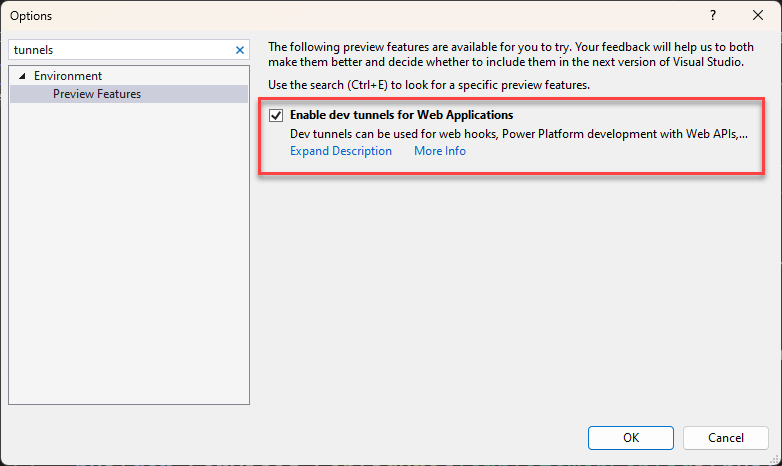 Options
?
tunnels
Environment
Preview Features
The following preview features are available for you to try. Your feedback will help us to both
make them better and decide whether to include them in the next version of Visual Studio.
Use the search (Ctrl+E) to look for a specific preview features.
Enable dev tunnels for Web Applications
Dev tunnels can be used for web hooks, Power Platform development with Web APIs,...
Expand Description More Info
OK Cancel